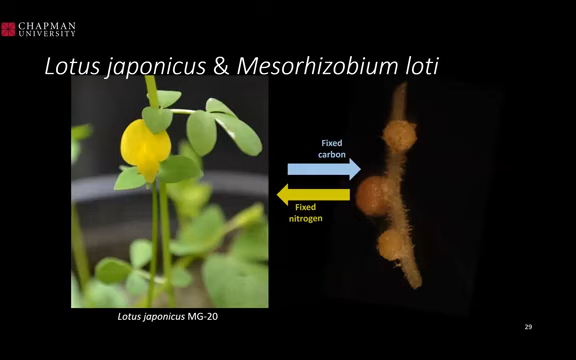 CHAPMAN
UNIVERSITY
Lotus japonicus & Mesorhizobium loti
Fixed
carbon
Fixed
nitrogen
Lotus japonicus MG-20
29